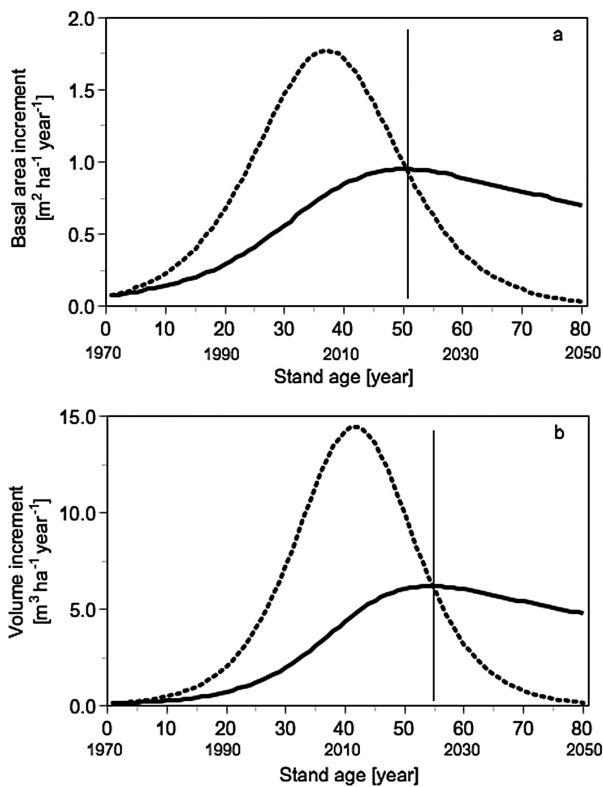 a
2.0
1.5
1.0
0.5
0.0
Basal area increment
[m² ha⁻¹ year⁻¹]
0 10 20 30 40 50 60 70 80
1970 1990 2010 2030 2050
Stand age [year]
b
15.0
10.0
5.0
0.0
Volume increment
[m³ ha⁻¹ year⁻¹]
0 10 20 30 40 50 60 70 80
1970 1990 2010 2030 2050
Stand age [year]